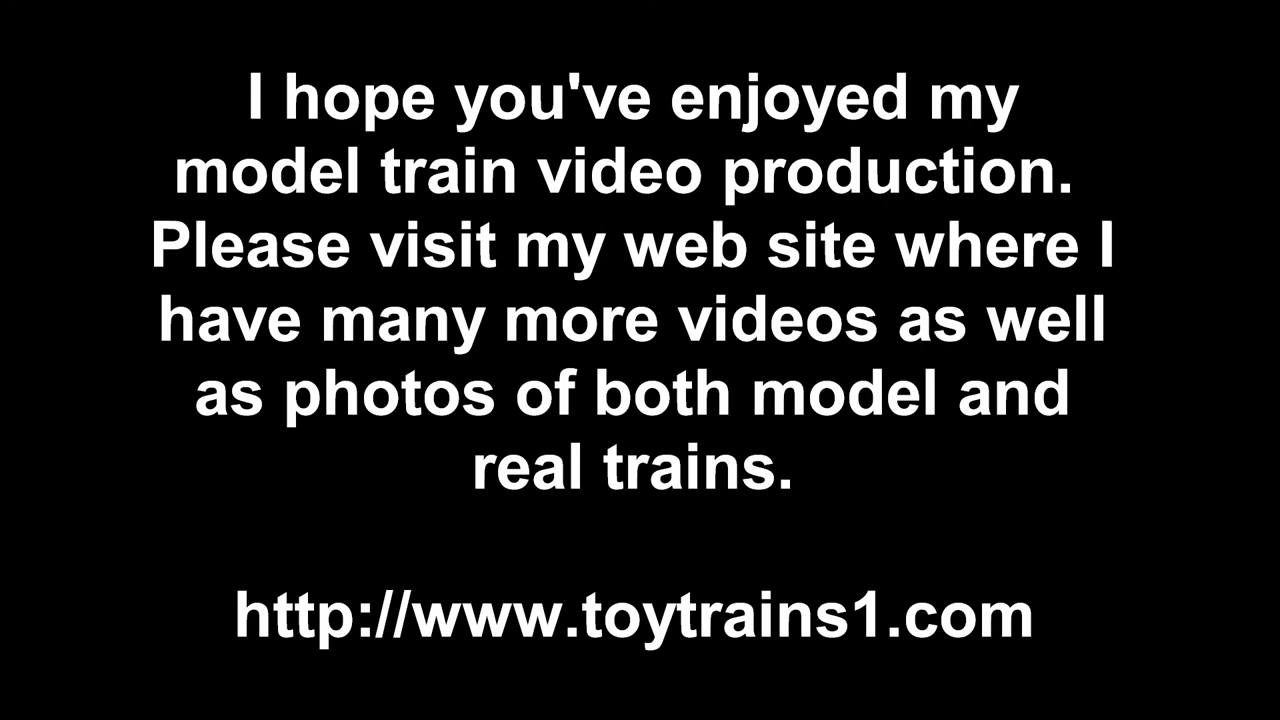 I hope you've enjoyed my
model train video production.
Please visit my web site where I
have many more videos as well
as photos of both model and
real trains.
http://www.toytrains1.com